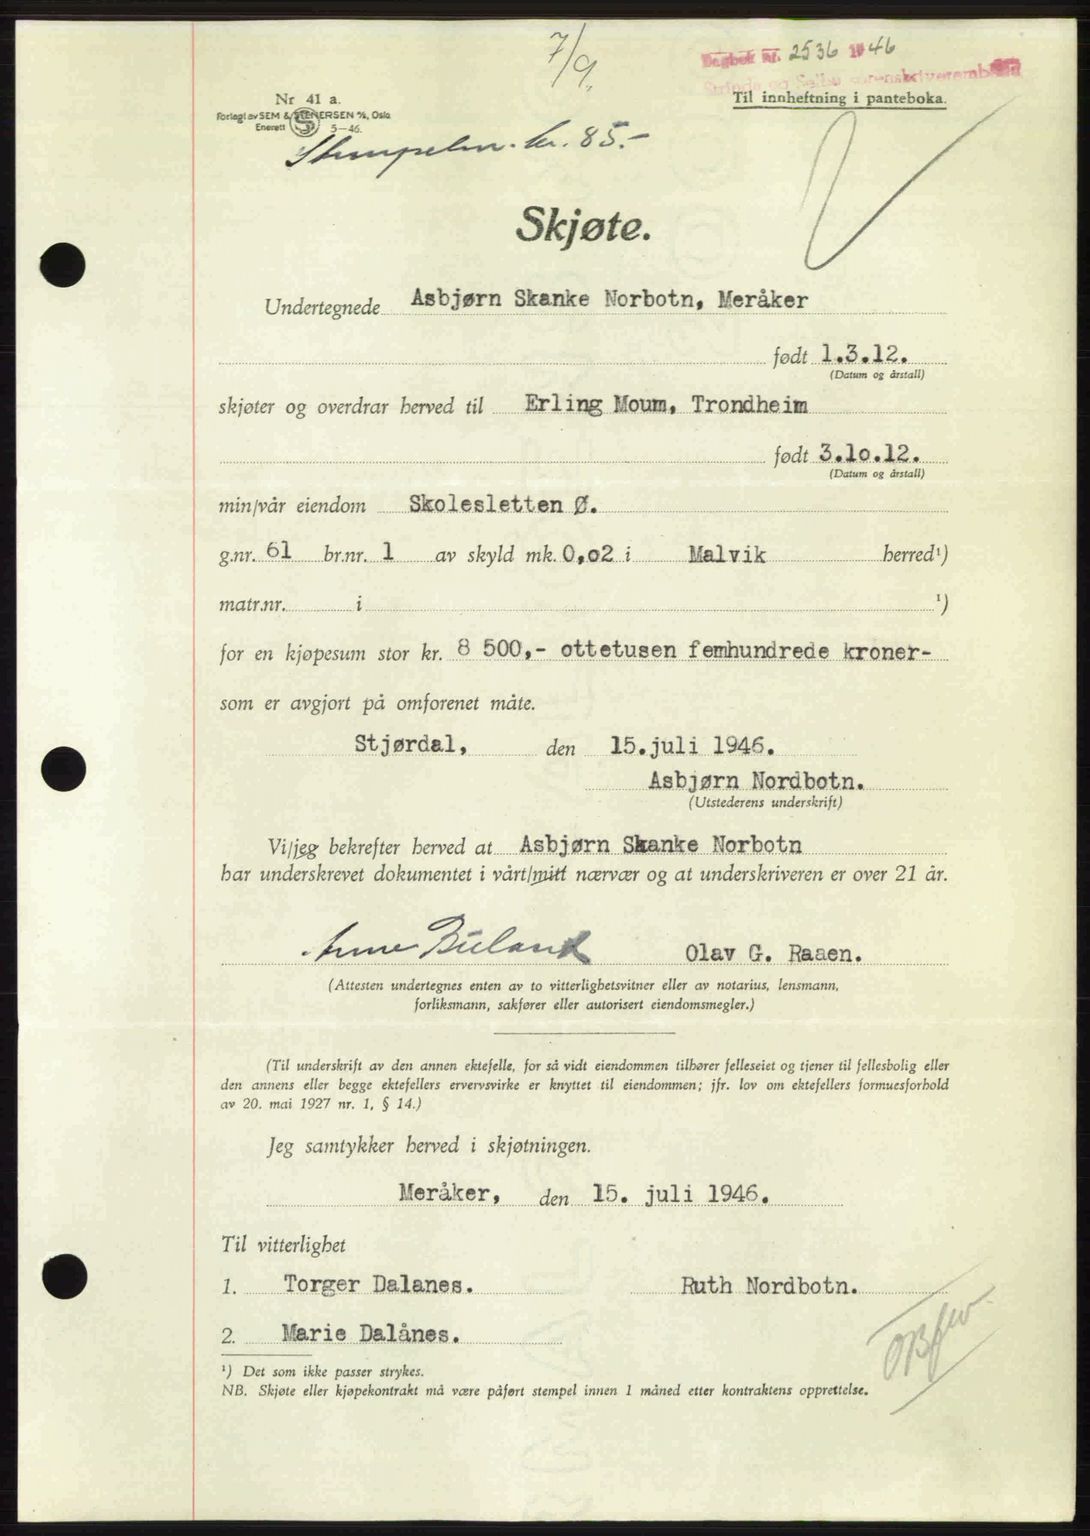 7/9.
Dagbok nr. 2536 1946
Strinda og Selbu sorenskriverembede
Nr 41 a.
Til innheftning i panteboka.
Forlagt av SEM & STENERSEN A/S, Oslo
Enerett 5-46.
Stempelm. kr. 85.-
Skjøte.
Undertegnede Asbjørn Skanke Norbotn, Meråker
født 1.3.12.
(Datum og årstall)
skjøter og overdrar herved til Erling Moum, Trondheim
født 3.10.12.
(Datum og årstall)
min/vår eiendom Skolesletten Ø.
g.nr. 61 br.nr. 1 av skyld mk. 0,02 i Malvik herred¹)
matr.nr. i ¹)
for en kjøpesum stor kr. 8 500,- ottetusen femhundrede kroner-
som er avgjort på omforenet måte.
Stjørdal, den 15.juli 1946.
Asbjørn Nordbotn.
(Utstederens underskrift)
Vi/jeg bekrefter herved at Asbjørn Skanke Norbotn
har underskrevet dokumentet i vårt/mitt nærvær og at underskriveren er over 21 år.
Anne Bueland Olav G. Raaen.
(Attesten undertegnes enten av to vitterlighetsvitner eller av notarius, lensmann,
forliksmann, sakfører eller autorisert eiendomsmegler.)
(Til underskrift av den annen ektefelle, for så vidt eiendommen tilhører felleseiet og tjener til fellesbolig eller
den annens eller begge ektefellers ervervsvirke er knyttet til eiendommen; jfr. lov om ektefellers formuesforhold
av 20. mai 1927 nr. 1, § 14.)
Jeg samtykker herved i skjøtningen.
Meråker, den 15. juli 1946.
Til vitterlighet
1. Torger Dalanes. Ruth Nordbotn.
2. Marie Dalånes.
¹) Det som ikke passer strykes.
NB. Skjøte eller kjøpekontrakt må være påført stempel innen 1 måned etter kontraktens opprettelse.